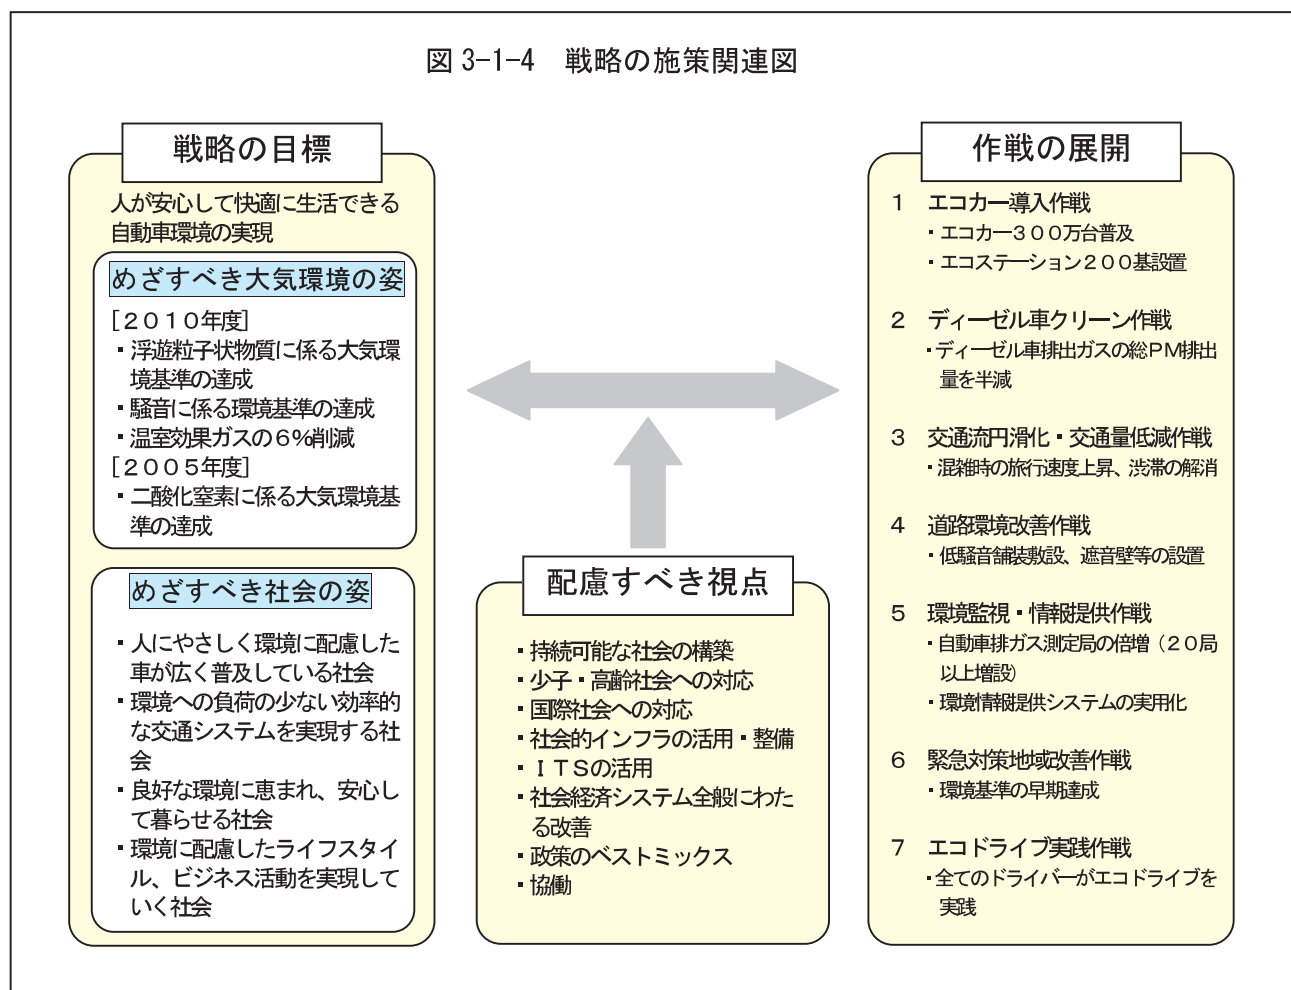 図 3-1-4　戦略の施策関連図
戦略の目標
人が安心して快適に生活できる
自動車環境の実現
めざすべき大気環境の姿
[２０１０年度]
・浮遊粒子状物質に係る大気環
境基準の達成
・騒音に係る環境基準の達成
・温室効果ガスの６％削減
[２００５年度]
・二酸化窒素に係る大気環境基
準の達成
めざすべき社会の姿
・人にやさしく環境に配慮した
車が広く普及している社会
・環境への負荷の少ない効率的
な交通システムを実現する社
会
・良好な環境に恵まれ、安心し
て暮らせる社会
・環境に配慮したライフスタイ
ル、ビジネス活動を実現して
いく社会
配慮すべき視点
・持続可能な社会の構築
・少子・高齢社会への対応
・国際社会への対応
・社会的インフラの活用・整備
・ＩＴＳの活用
・社会経済システム全般にわた
る改善
・政策のベストミックス
・協働
作戦の展開
１　エコカー導入作戦
・エコカー３００万台普及
・エコステーション２００基設置
２　ディーゼル車クリーン作戦
・ディーゼル車排出ガスの総ＰＭ排出
量を半減
３　交通流円滑化・交通量低減作戦
・混雑時の旅行速度上昇、渋滞の解消
４　道路環境改善作戦
・低騒音舗装敷設、遮音壁等の設置
５　環境監視・情報提供作戦
・自動車排ガス測定局の倍増（２０局
以上増設）
・環境情報提供システムの実用化
６　緊急対策地域改善作戦
・環境基準の早期達成
７　エコドライブ実践作戦
・全てのドライバーがエコドライブを
実践